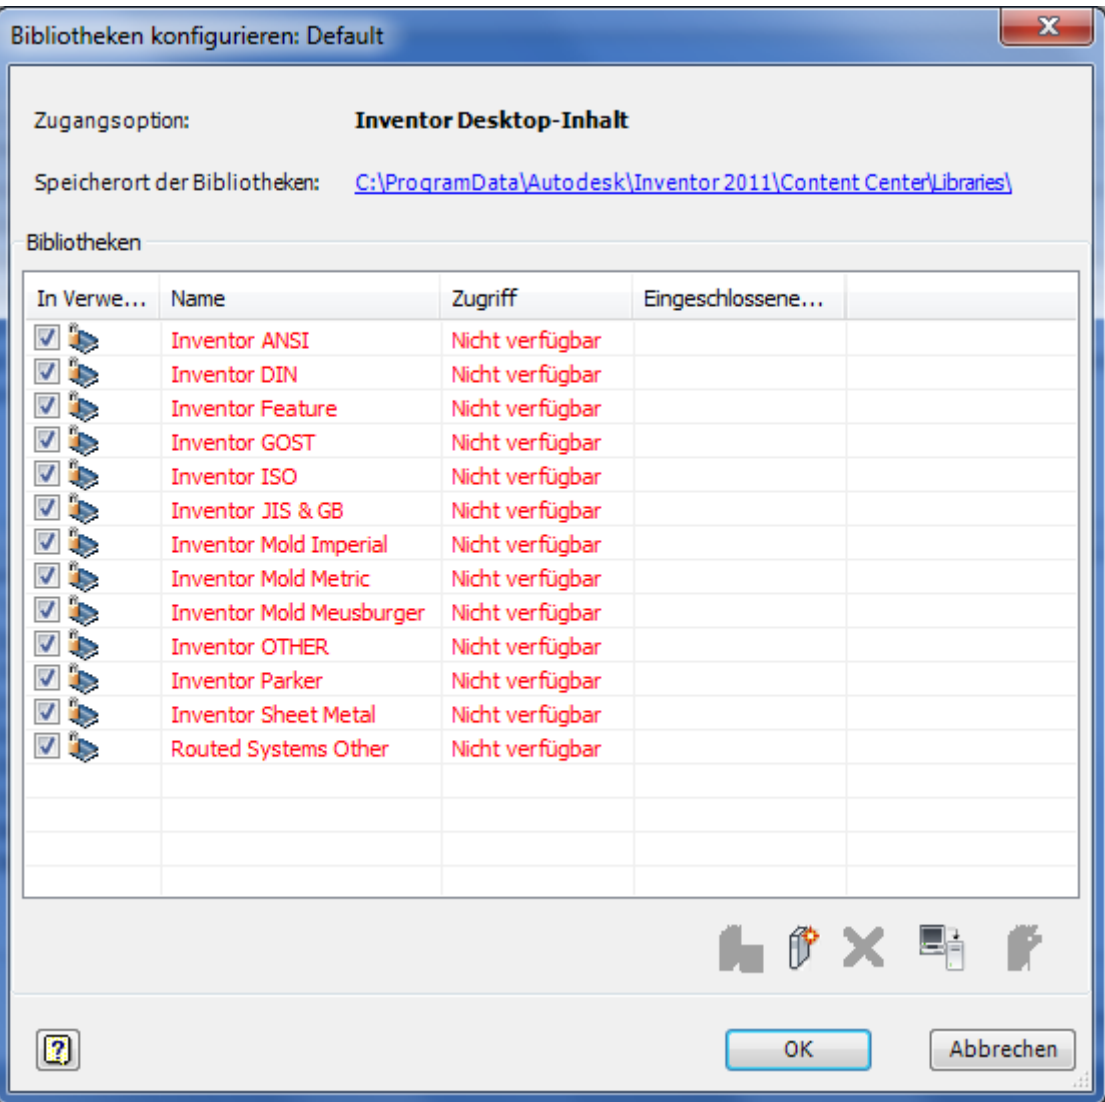 Bibliotheken konfigurieren: Default
Zugangsoption: Inventor Desktop-Inhalt
Speicherort der Bibliotheken: C:\ProgramData\Autodesk\Inventor 2011\Content Center\Libraries\
Bibliotheken
In Verwe... Name Zugriff Eingeschlossene...
Inventor ANSI Nicht verfügbar
Inventor DIN Nicht verfügbar
Inventor Feature Nicht verfügbar
Inventor GOST Nicht verfügbar
Inventor ISO Nicht verfügbar
Inventor JIS & GB Nicht verfügbar
Inventor Mold Imperial Nicht verfügbar
Inventor Mold Metric Nicht verfügbar
Inventor Mold Meusburger Nicht verfügbar
Inventor OTHER Nicht verfügbar
Inventor Parker Nicht verfügbar
Inventor Sheet Metal Nicht verfügbar
Routed Systems Other Nicht verfügbar
OK Abbrechen